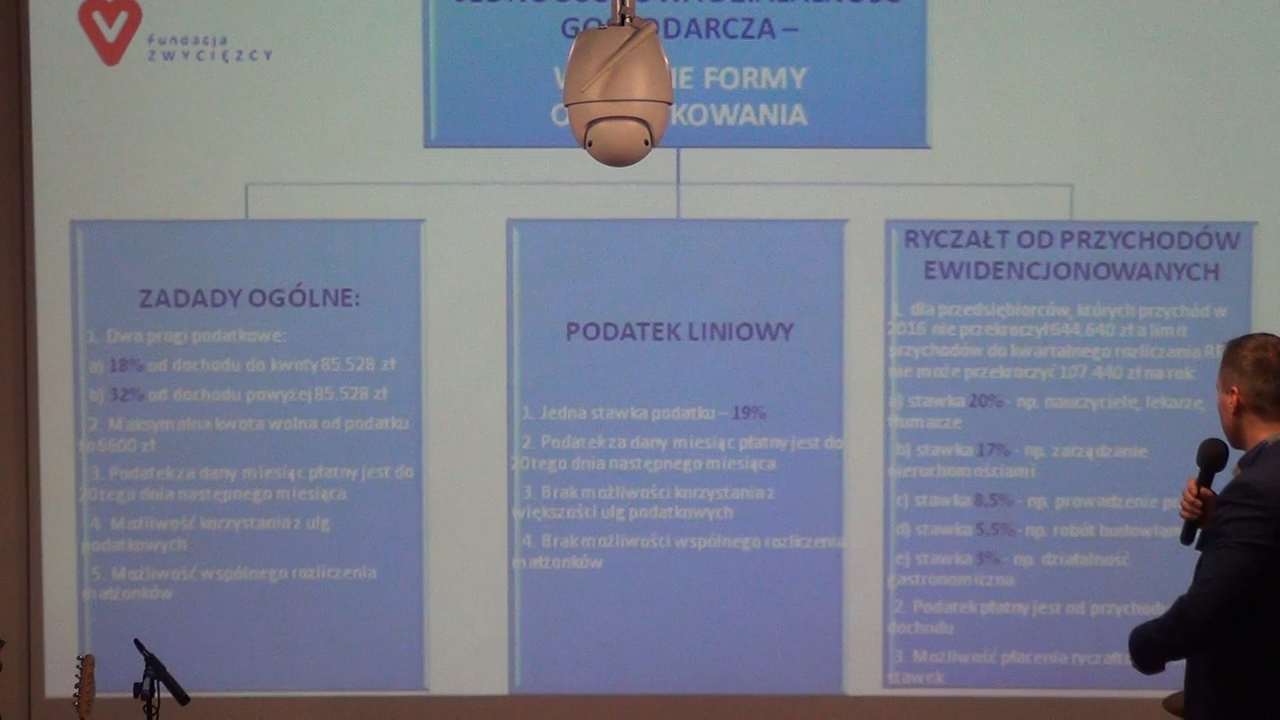 Fundacja
ZWYCIĘZCY
DZIAŁALNOŚĆ
GOSPODARCZA –
FORMY
ZADADY OGÓLNE:
1. Dwa progi podatkowe:
a) 18% od dochodu do kwoty 85.528 zł
b) 32% od dochodu powyżej 85.528 zł
2. Maksymalna kwota wolna od podatku
to 6600 zł
3. Podatek za dany miesiąc płatny jest do
20tego dnia następnego miesiąca
4. Możliwość korzystania z ulg
podatkowych
5. Możliwość wspólnego rozliczenia
małżonków
PODATEK LINIOWY
1. Jedna stawka podatku – 19%
2. Podatek za dany miesiąc płatny jest do
20tego dnia następnego miesiąca
3. Brak możliwości korzystania z
większości ulg podatkowych
4. Brak możliwości wspólnego rozliczenia
małżonków
RYCZAŁT OD PRZYCHODÓW
EWIDENCJONOWANYCH
1. dla przedsiębiorców, których przychód w
2016 nie przekroczył 644.640 zł a limit
przychodów do kwartalnego rozliczania
nie może przekroczyć 107.440 zł na rok
a) stawka 20% - np. nauczyciele, lekarze,
tłumacze
b) stawka 17% - np. zarządzanie
nieruchomościami
c) stawka 8,5% - np. prowadzenie
d) stawka 5,5% - np. robót
e) stawka 3% - np. działalność
gastronomiczna
2. Podatek płatny jest od
dochodu
3. Możliwość płacenia
stawek